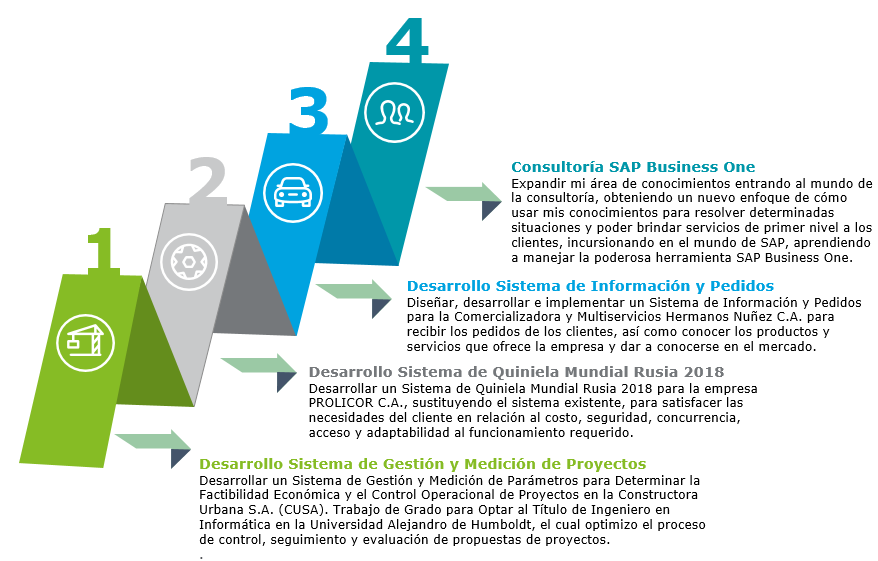 4
3
2
1
Consultoría SAP Business One
Expandir mi área de conocimientos entrando al mundo de
la consultoría, obteniendo un nuevo enfoque de cómo
usar mis conocimientos para resolver determinadas
situaciones y poder brindar servicios de primer nivel a los
clientes, incursionando en el mundo de SAP, aprendiendo
a manejar la poderosa herramienta SAP Business One.
Desarrollo Sistema de Información y Pedidos
Diseñar, desarrollar e implementar un Sistema de Información y Pedidos
para la Comercializadora y Multiservicios Hermanos Nuñez C.A. para
recibir los pedidos de los clientes, así como conocer los productos y
servicios que ofrece la empresa y dar a conocerse en el mercado.
Desarrollo Sistema de Quiniela Mundial Rusia 2018
Desarrollar un Sistema de Quiniela Mundial Rusia 2018 para la empresa
PROLICOR C.A., sustituyendo el sistema existente, para satisfacer las
necesidades del cliente en relación al costo, seguridad, concurrencia,
acceso y adaptabilidad al funcionamiento requerido.
Desarrollo Sistema de Gestión y Medición de Proyectos
Desarrollar un Sistema de Gestión y Medición de Parámetros para Determinar la
Factibilidad Económica y el Control Operacional de Proyectos en la Constructora
Urbana S.A. (CUSA). Trabajo de Grado para Optar al Título de Ingeniero en
Informática en la Universidad Alejandro de Humboldt, el cual optimizo el proceso
de control, seguimiento y evaluación de propuestas de proyectos.
.